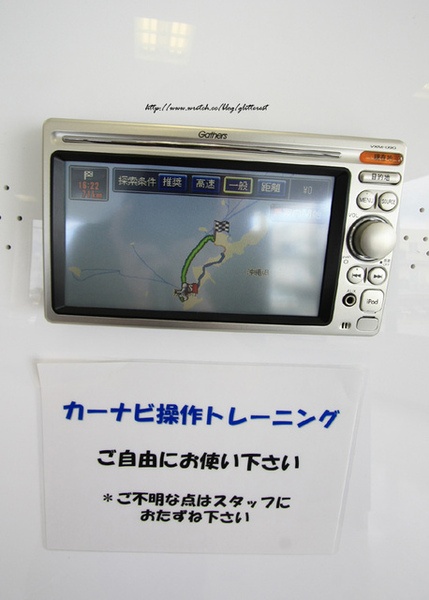 http://www.wretch.cc/blog/glitterest
Gathers
探索条件 推奨 高速 一般 距離 ¥0
16:22
目的地
MENU
iPod
カーナビ操作トレーニング
ご自由にお使い下さい
*ご不明な点はスタッフに
おたずね下さい